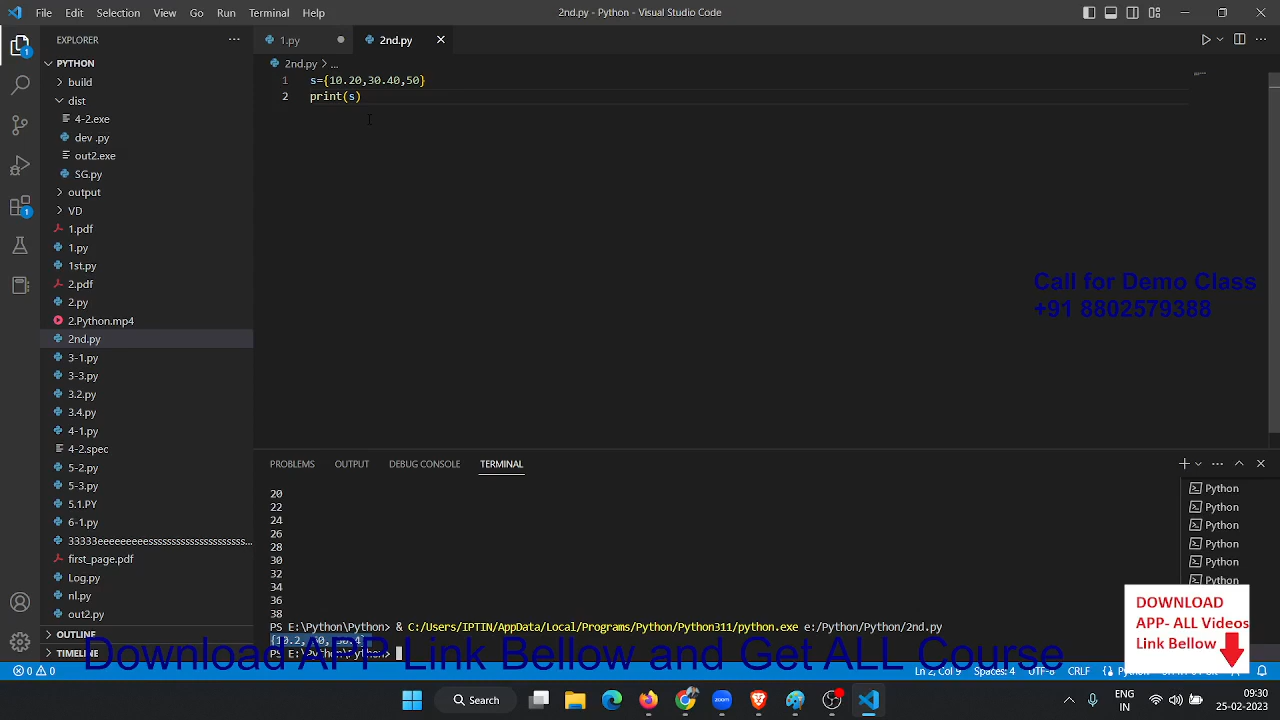 File Edit Selection View Go Run Terminal Help
2nd.py - Python - Visual Studio Code
EXPLORER
1.py
2nd.py
PYTHON
2nd.py > ...
build
dist
4-2.exe
dev .py
out2.exe
SG.py
output
VD
1.pdf
1.py
1st.py
2.pdf
2.py
2.Python.mp4
2nd.py
3-1.py
3-3.py
3.2.py
3.4.py
4-1.py
4-2.spec
5-2.py
5-3.py
5.1.PY
6-1.py
first_page.pdf
Log.py
nl.py
out2.py
OUTLINE
TIMELINE
1 s={10.20,30.40,50}
2 print(s)
Call for Demo Class
+91 8802579388
PROBLEMS OUTPUT DEBUG CONSOLE TERMINAL
20
22
24
26
28
30
32
34
36
38
PS E:\Python\Python> & C:/Users/IPTIN/AppData/Local/Programs/Python/Python311/python.exe e:/Python/Python/2nd.py
PS E:\Python\Python>
Python
Python
Python
Python
Python
Python
DOWNLOAD
APP- ALL Videos
Link Bellow
Download APP Link Bellow and Get ALL Course
0 0
Ln 2, Col 9 Spaces: 4 UTF-8 CRLF
Search
zoom
ENG
IN
09:30
25-02-2023